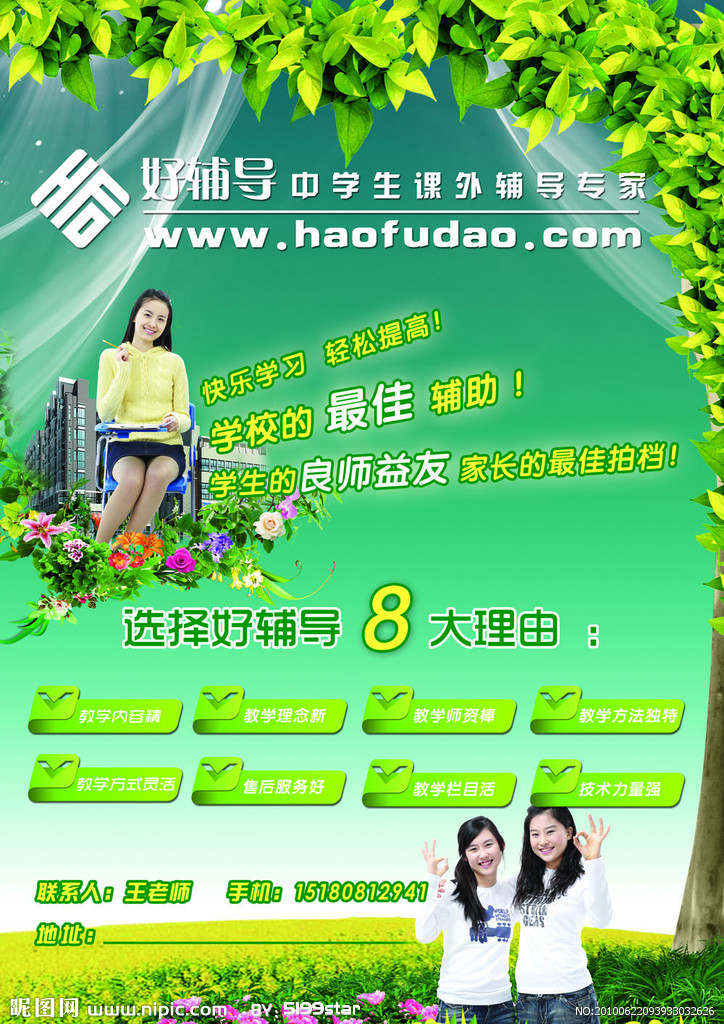 好辅导 中学生课外辅导专家
www.haofudao.com
快乐学习 轻松提高!
学校的 最佳 辅助!
学生的良师益友 家长的最佳拍档!
选择好辅导 8 大理由 :
教学内容精 教学理念新 教学师资棒 教学方法独特
教学方式灵活 售后服务好 教学栏目活 技术力量强
联系人: 王老师 手机: 15180812941
地址:
昵图网 www.nipic.com BY: 5199star NO:20100622093933032626